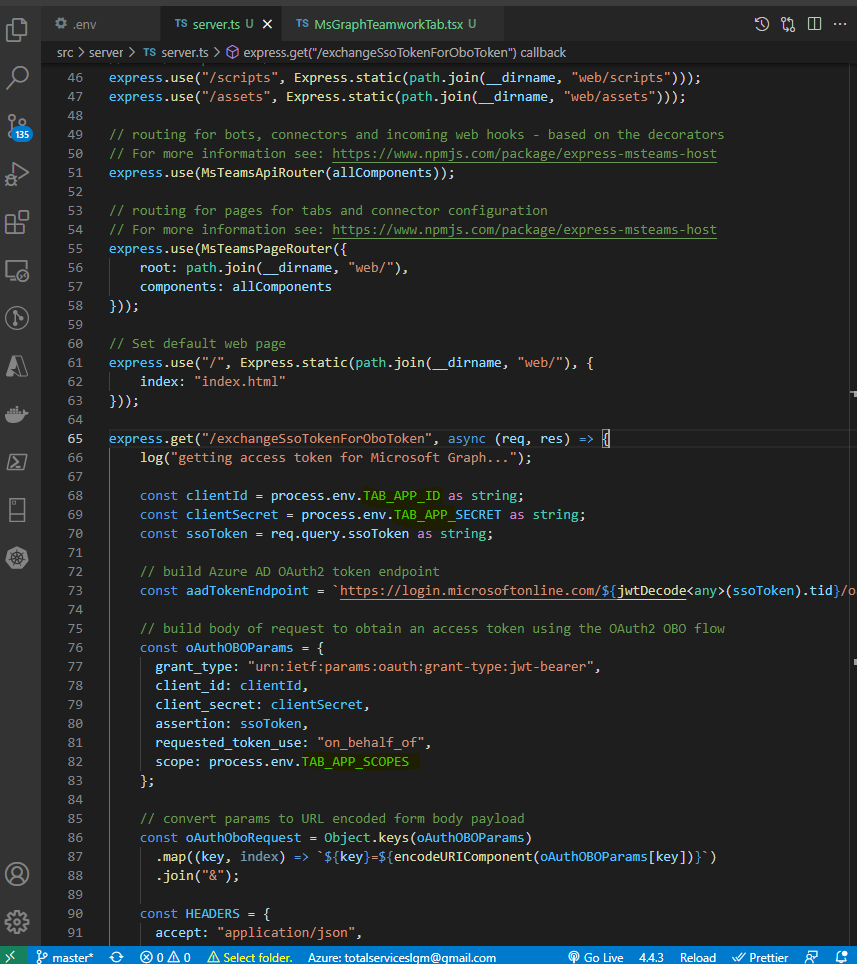 .env
TS server.ts U
TS MsGraphTeamworkTab.tsx U
src > server > TS server.ts > express.get("/exchangeSsoTokenForOboToken") callback
46 express.use("/scripts", Express.static(path.join(__dirname, "web/scripts")));
47 express.use("/assets", Express.static(path.join(__dirname, "web/assets")));
48
49 // routing for bots, connectors and incoming web hooks - based on the decorators
50 // For more information see: https://www.npmjs.com/package/express-msteams-host
51 express.use(MsTeamsApiRouter(allComponents));
52
53 // routing for pages for tabs and connector configuration
54 // For more information see: https://www.npmjs.com/package/express-msteams-host
55 express.use(MsTeamsPageRouter({
56 root: path.join(__dirname, "web/"),
57 components: allComponents
58 }));
59
60 // Set default web page
61 express.use("/", Express.static(path.join(__dirname, "web/"), {
62 index: "index.html"
63 }));
64
65 express.get("/exchangeSsoTokenForOboToken", async (req, res) => {
66 log("getting access token for Microsoft Graph...");
67
68 const clientId = process.env.TAB_APP_ID as string;
69 const clientSecret = process.env.TAB_APP_SECRET as string;
70 const ssoToken = req.query.ssoToken as string;
71
72 // build Azure AD OAuth2 token endpoint
73 const aadTokenEndpoint = `https://login.microsoftonline.com/${jwtDecode<any>(ssoToken).tid}/o
74
75 // build body of request to obtain an access token using the OAuth2 OBO flow
76 const oAuthOBOParams = {
77 grant_type: "urn:ietf:params:oauth:grant-type:jwt-bearer",
78 client_id: clientId,
79 client_secret: clientSecret,
80 assertion: ssoToken,
81 requested_token_use: "on_behalf_of",
82 scope: process.env.TAB_APP_SCOPES
83 };
84
85 // convert params to URL encoded form body payload
86 const oAuthOboRequest = Object.keys(oAuthOBOParams)
87 .map((key, index) => `${key}=${encodeURIComponent(oAuthOBOParams[key])}`)
88 .join("&");
89
90 const HEADERS = {
91 accept: "application/json",
135
master* 0 0 Select folder. Azure: totalserviceslqm@gmail.com Go Live 4.4.3 Reload Prettier